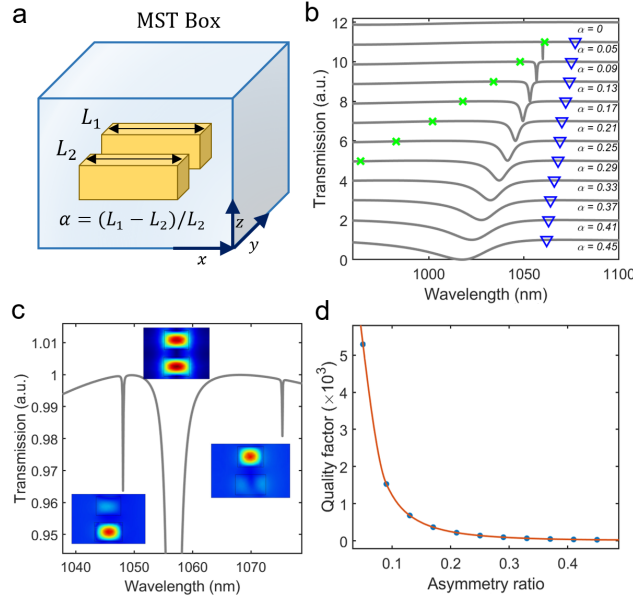 a
MST Box
L₁
L₂
α = (L₁ − L₂)/L₂
z
y
x
b
Transmission (a.u.)
12
10
8
6
4
2
0
α = 0
α = 0.05
α = 0.09
α = 0.13
α = 0.17
α = 0.21
α = 0.25
α = 0.29
α = 0.33
α = 0.37
α = 0.41
α = 0.45
1000
1050
1100
Wavelength (nm)
c
Transmission (a.u.)
1.01
1
0.99
0.98
0.97
0.96
0.95
1040
1050
1060
1070
Wavelength (nm)
d
Quality factor (×10³)
5
4
3
2
1
0
0.1
0.2
0.3
0.4
Asymmetry ratio